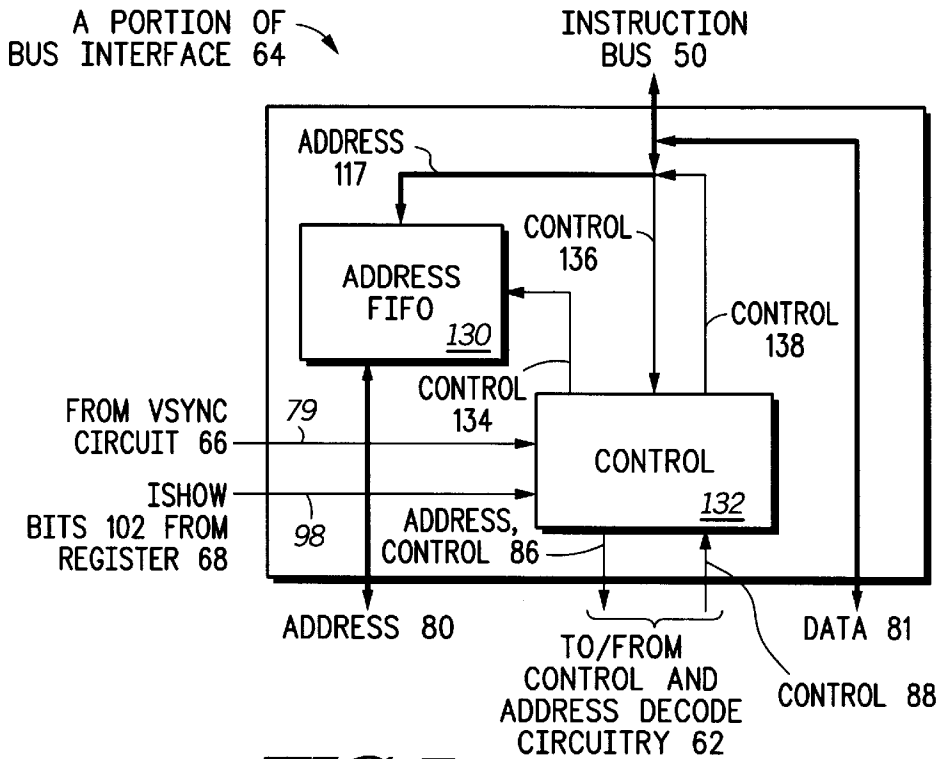 A PORTION OF
BUS INTERFACE 64
INSTRUCTION
BUS 50
ADDRESS
117
CONTROL
136
ADDRESS
FIFO
130
CONTROL
138
CONTROL
134
FROM VSYNC
CIRCUIT 66
79
CONTROL
132
ISHOW
BITS 102 FROM
REGISTER 68
98
ADDRESS,
CONTROL 86
ADDRESS 80
DATA 81
TO/FROM
CONTROL AND
ADDRESS DECODE
CIRCUITRY 62
CONTROL 88